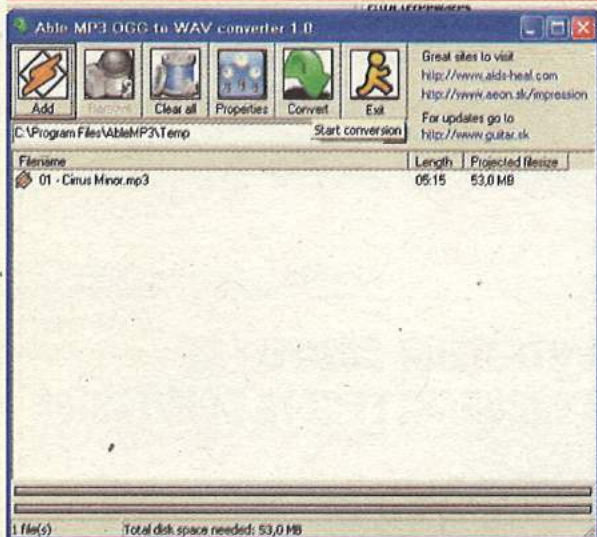 Able MP3 OGG to WAV converter 1.0
Great sites to visit
http://www.aids-heal.com
http://www.aeon.sk/impression
For updates go to
http://www.guitar.sk
Add
Remove
Clear all
Properties
Convert
Exit
C:\Program Files\AbleMP3\Temp
Start conversion
Filename
Length
Projected filesize
01 - Cirrus Minor.mp3
05:15
53,0 MB
1 file(s)
Total disk space needed: 53,0 MB